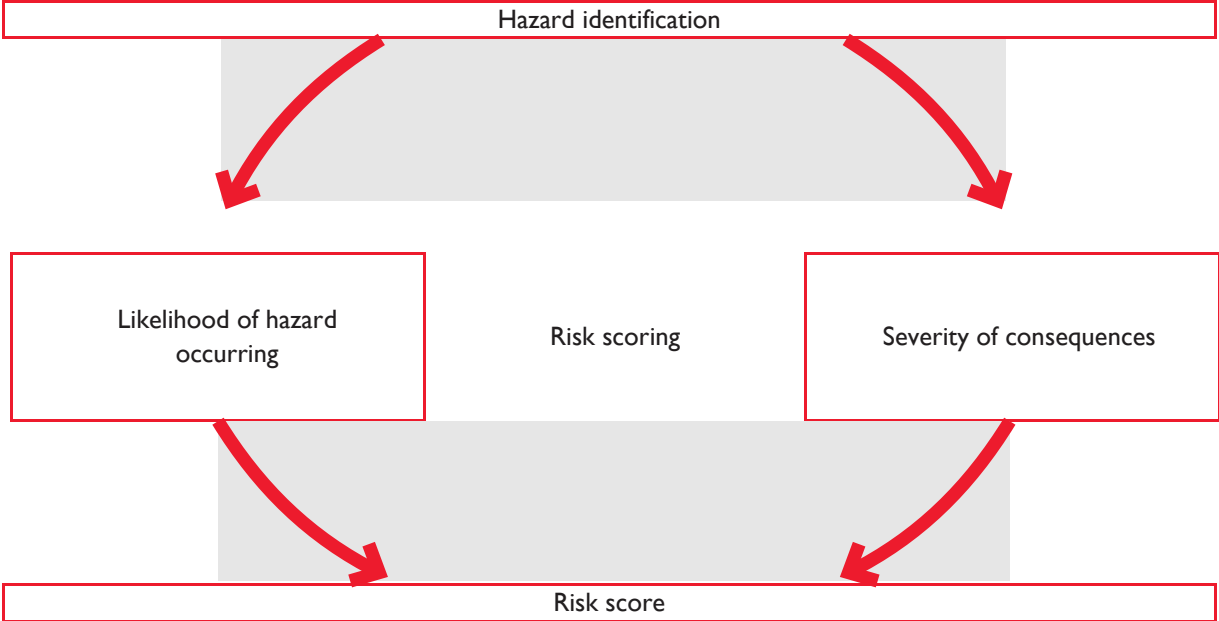 Hazard identification
Likelihood of hazard
occurring
Risk scoring
Severity of consequences
Risk score